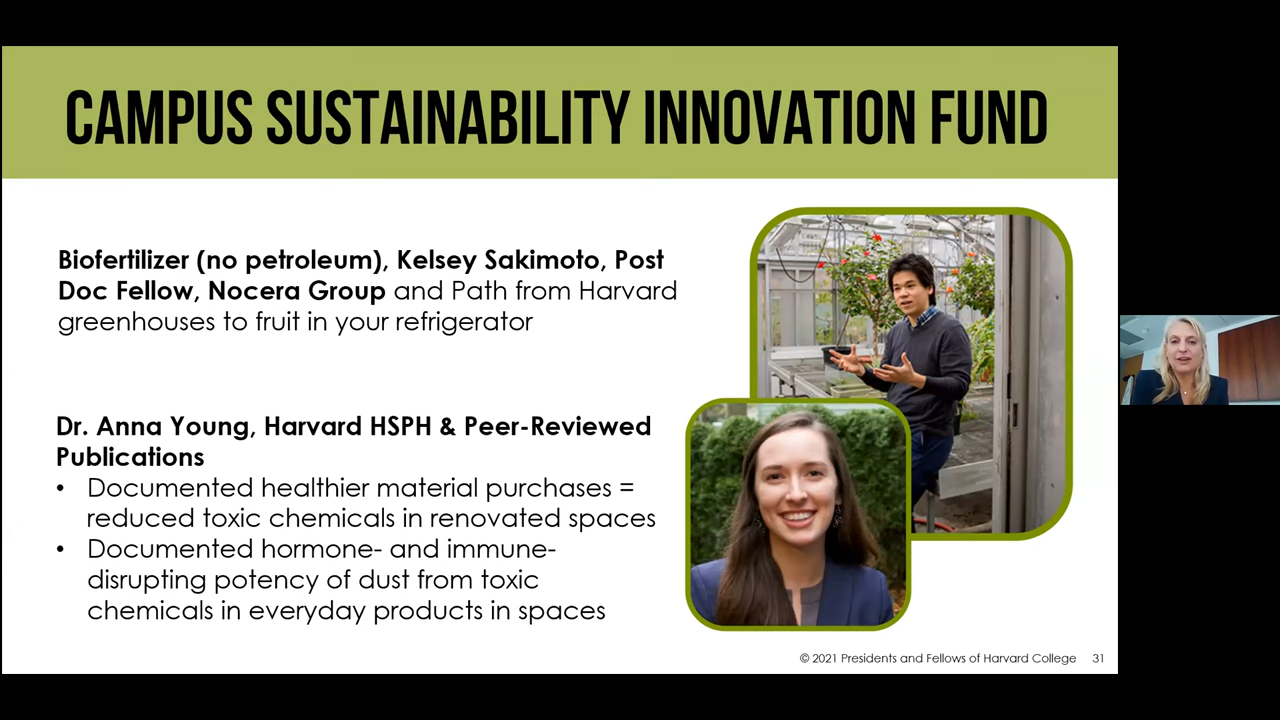 CAMPUS SUSTAINABILITY INNOVATION FUND
Biofertilizer (no petroleum), Kelsey Sakimoto, Post
Doc Fellow, Nocera Group and Path from Harvard
greenhouses to fruit in your refrigerator
Dr. Anna Young, Harvard HSPH & Peer-Reviewed
Publications
• Documented healthier material purchases =
reduced toxic chemicals in renovated spaces
• Documented hormone- and immune-
disrupting potency of dust from toxic
chemicals in everyday products in spaces
© 2021 Presidents and Fellows of Harvard College 31